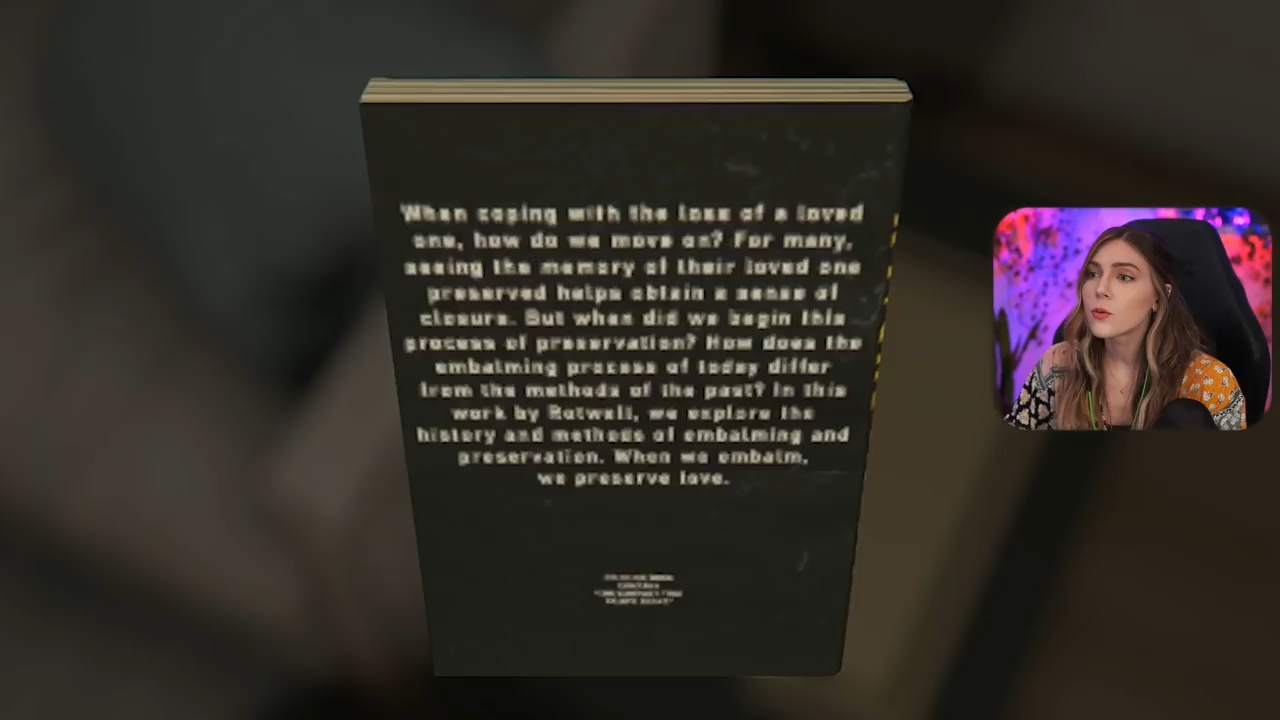 When coping with the loss of a loved
one, how do we move on? For many,
seeing the memory of their loved one
preserved helps obtain a sense of
closure. But when did we begin this
process of preservation? How does the
embalming process of today differ
from the methods of the past? In this
work by Rotwell, we explore the
history and methods of embalming and
preservation. When we embalm,
we preserve love.